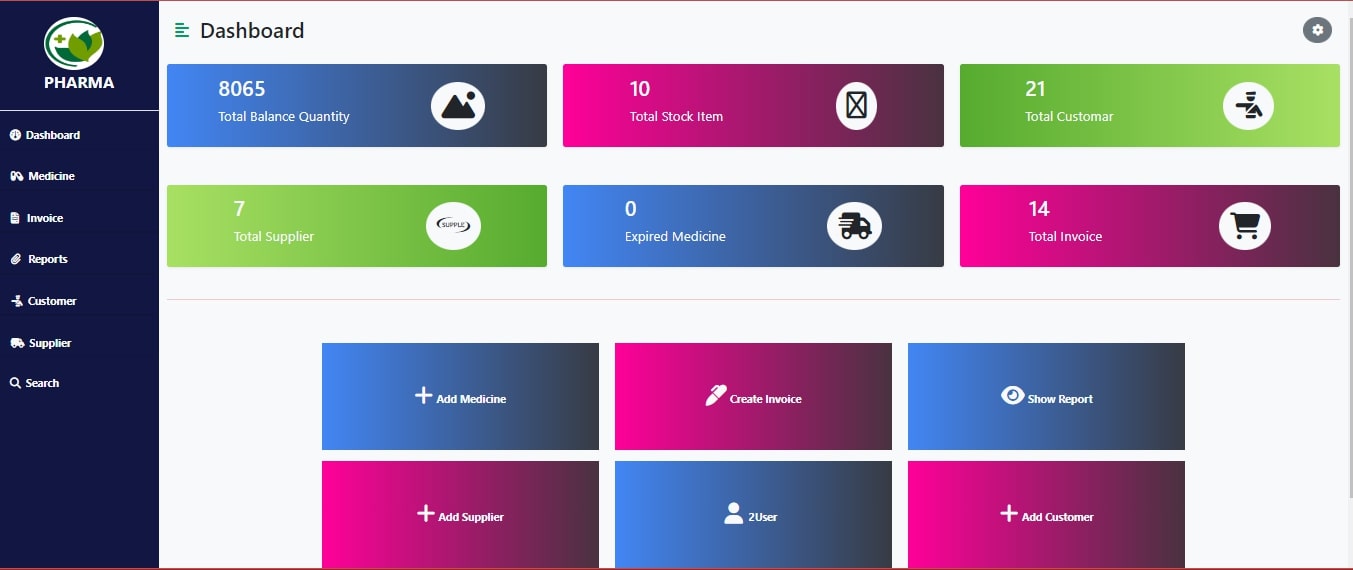 PHARMA
Dashboard
Medicine
Invoice
Reports
Customer
Supplier
Search
Dashboard
8065
Total Balance Quantity
10
Total Stock Item
21
Total Customar
7
Total Supplier
SUPPLE
0
Expired Medicine
14
Total Invoice
Add Medicine
Create Invoice
Show Report
Add Supplier
2User
Add Customer